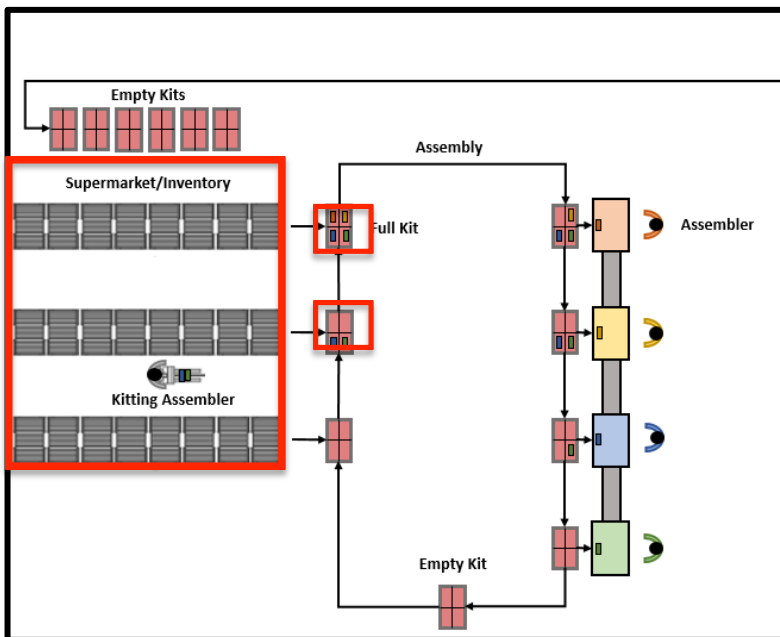 Empty Kits
Assembly
Supermarket/Inventory
Full Kit
Assembler
Kitting Assembler
Empty Kit